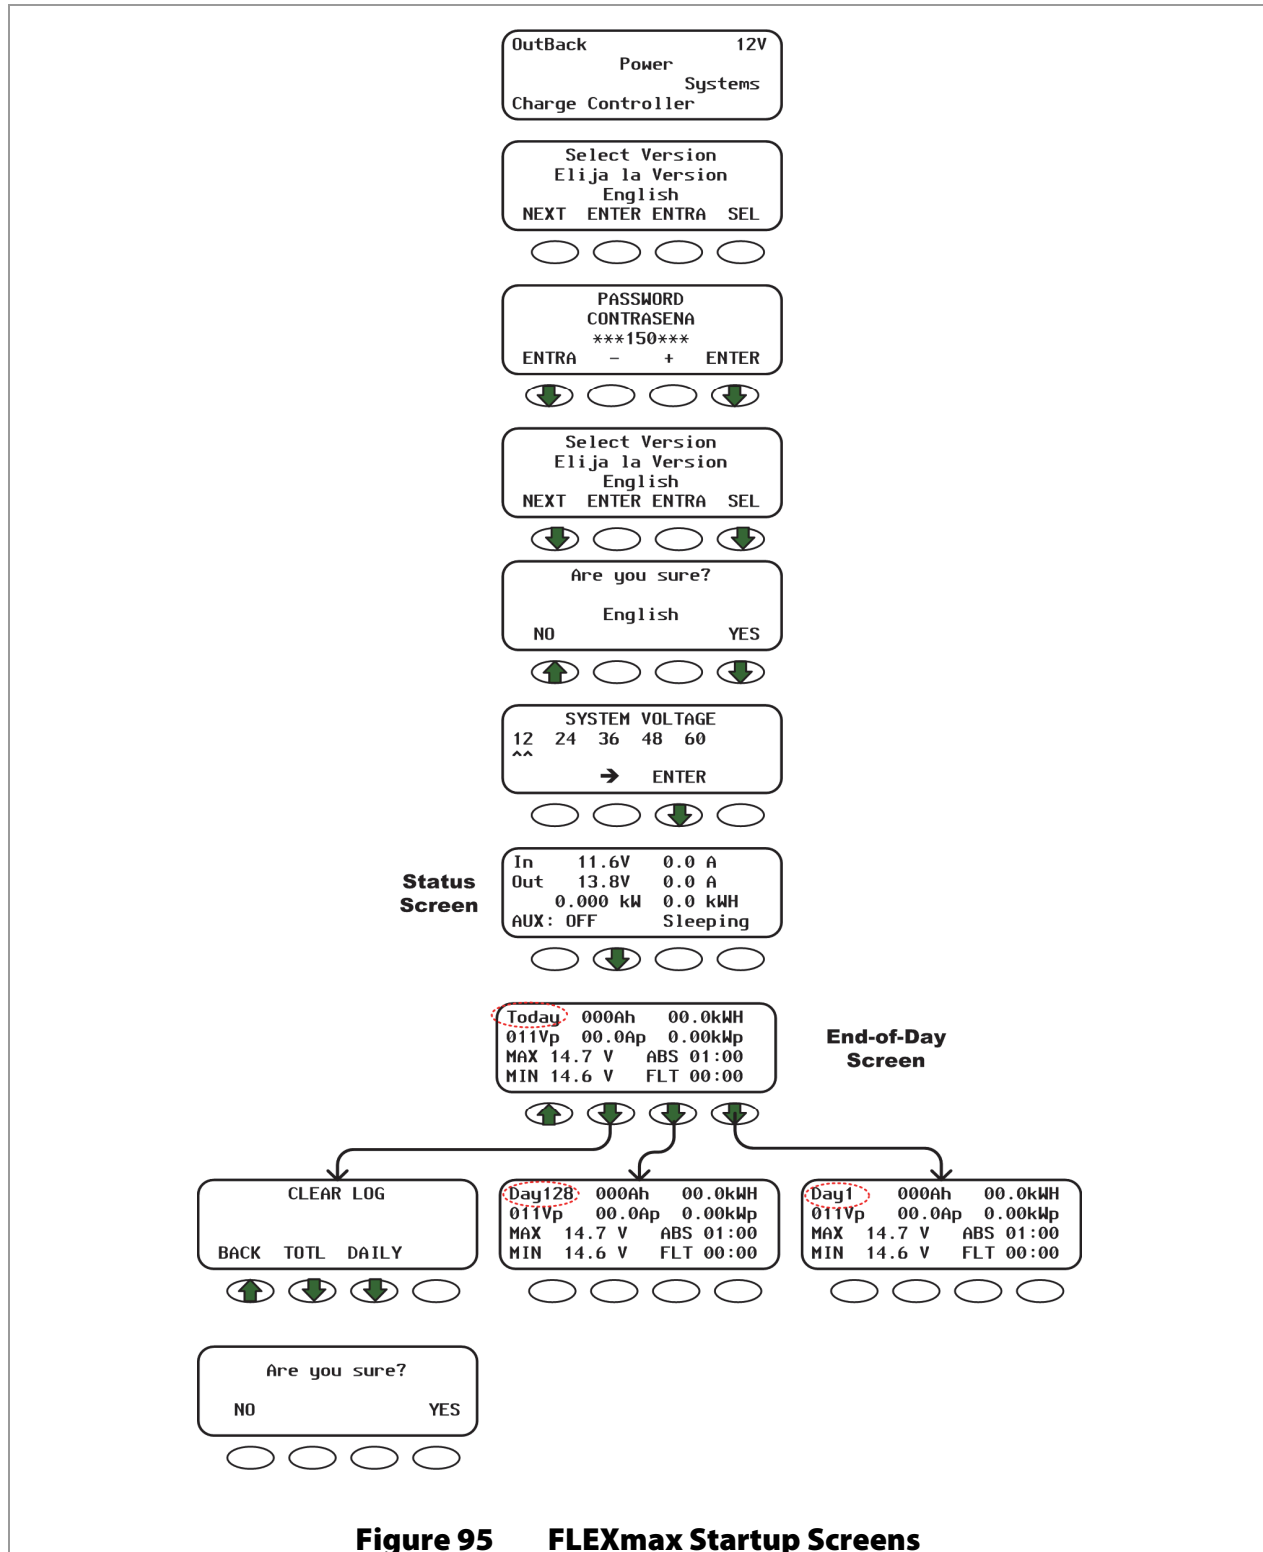 OutBack 12V
Power
Systems
Charge Controller
Select Version
Elija la Version
English
NEXT ENTER ENTRA SEL
PASSWORD
CONTRASENA
***150***
ENTRA - + ENTER
Select Version
Elija la Version
English
NEXT ENTER ENTRA SEL
Are you sure?
English
NO YES
SYSTEM VOLTAGE
12 24 36 48 60
^^
➔ ENTER
Status
Screen
In 11.6V 0.0 A
Out 13.8V 0.0 A
0.000 kW 0.0 kWH
AUX: OFF Sleeping
Today 000Ah 00.0kWH
011Vp 00.0Ap 0.00kWp
MAX 14.7 V ABS 01:00
MIN 14.6 V FLT 00:00
End-of-Day
Screen
CLEAR LOG
BACK TOTL DAILY
Day128 000Ah 00.0kWH
011Vp 00.0Ap 0.00kWp
MAX 14.7 V ABS 01:00
MIN 14.6 V FLT 00:00
Day1 000Ah 00.0kWH
011Vp 00.0Ap 0.00kWp
MAX 14.7 V ABS 01:00
MIN 14.6 V FLT 00:00
Are you sure?
NO YES
Figure 95 FLEXmax Startup Screens